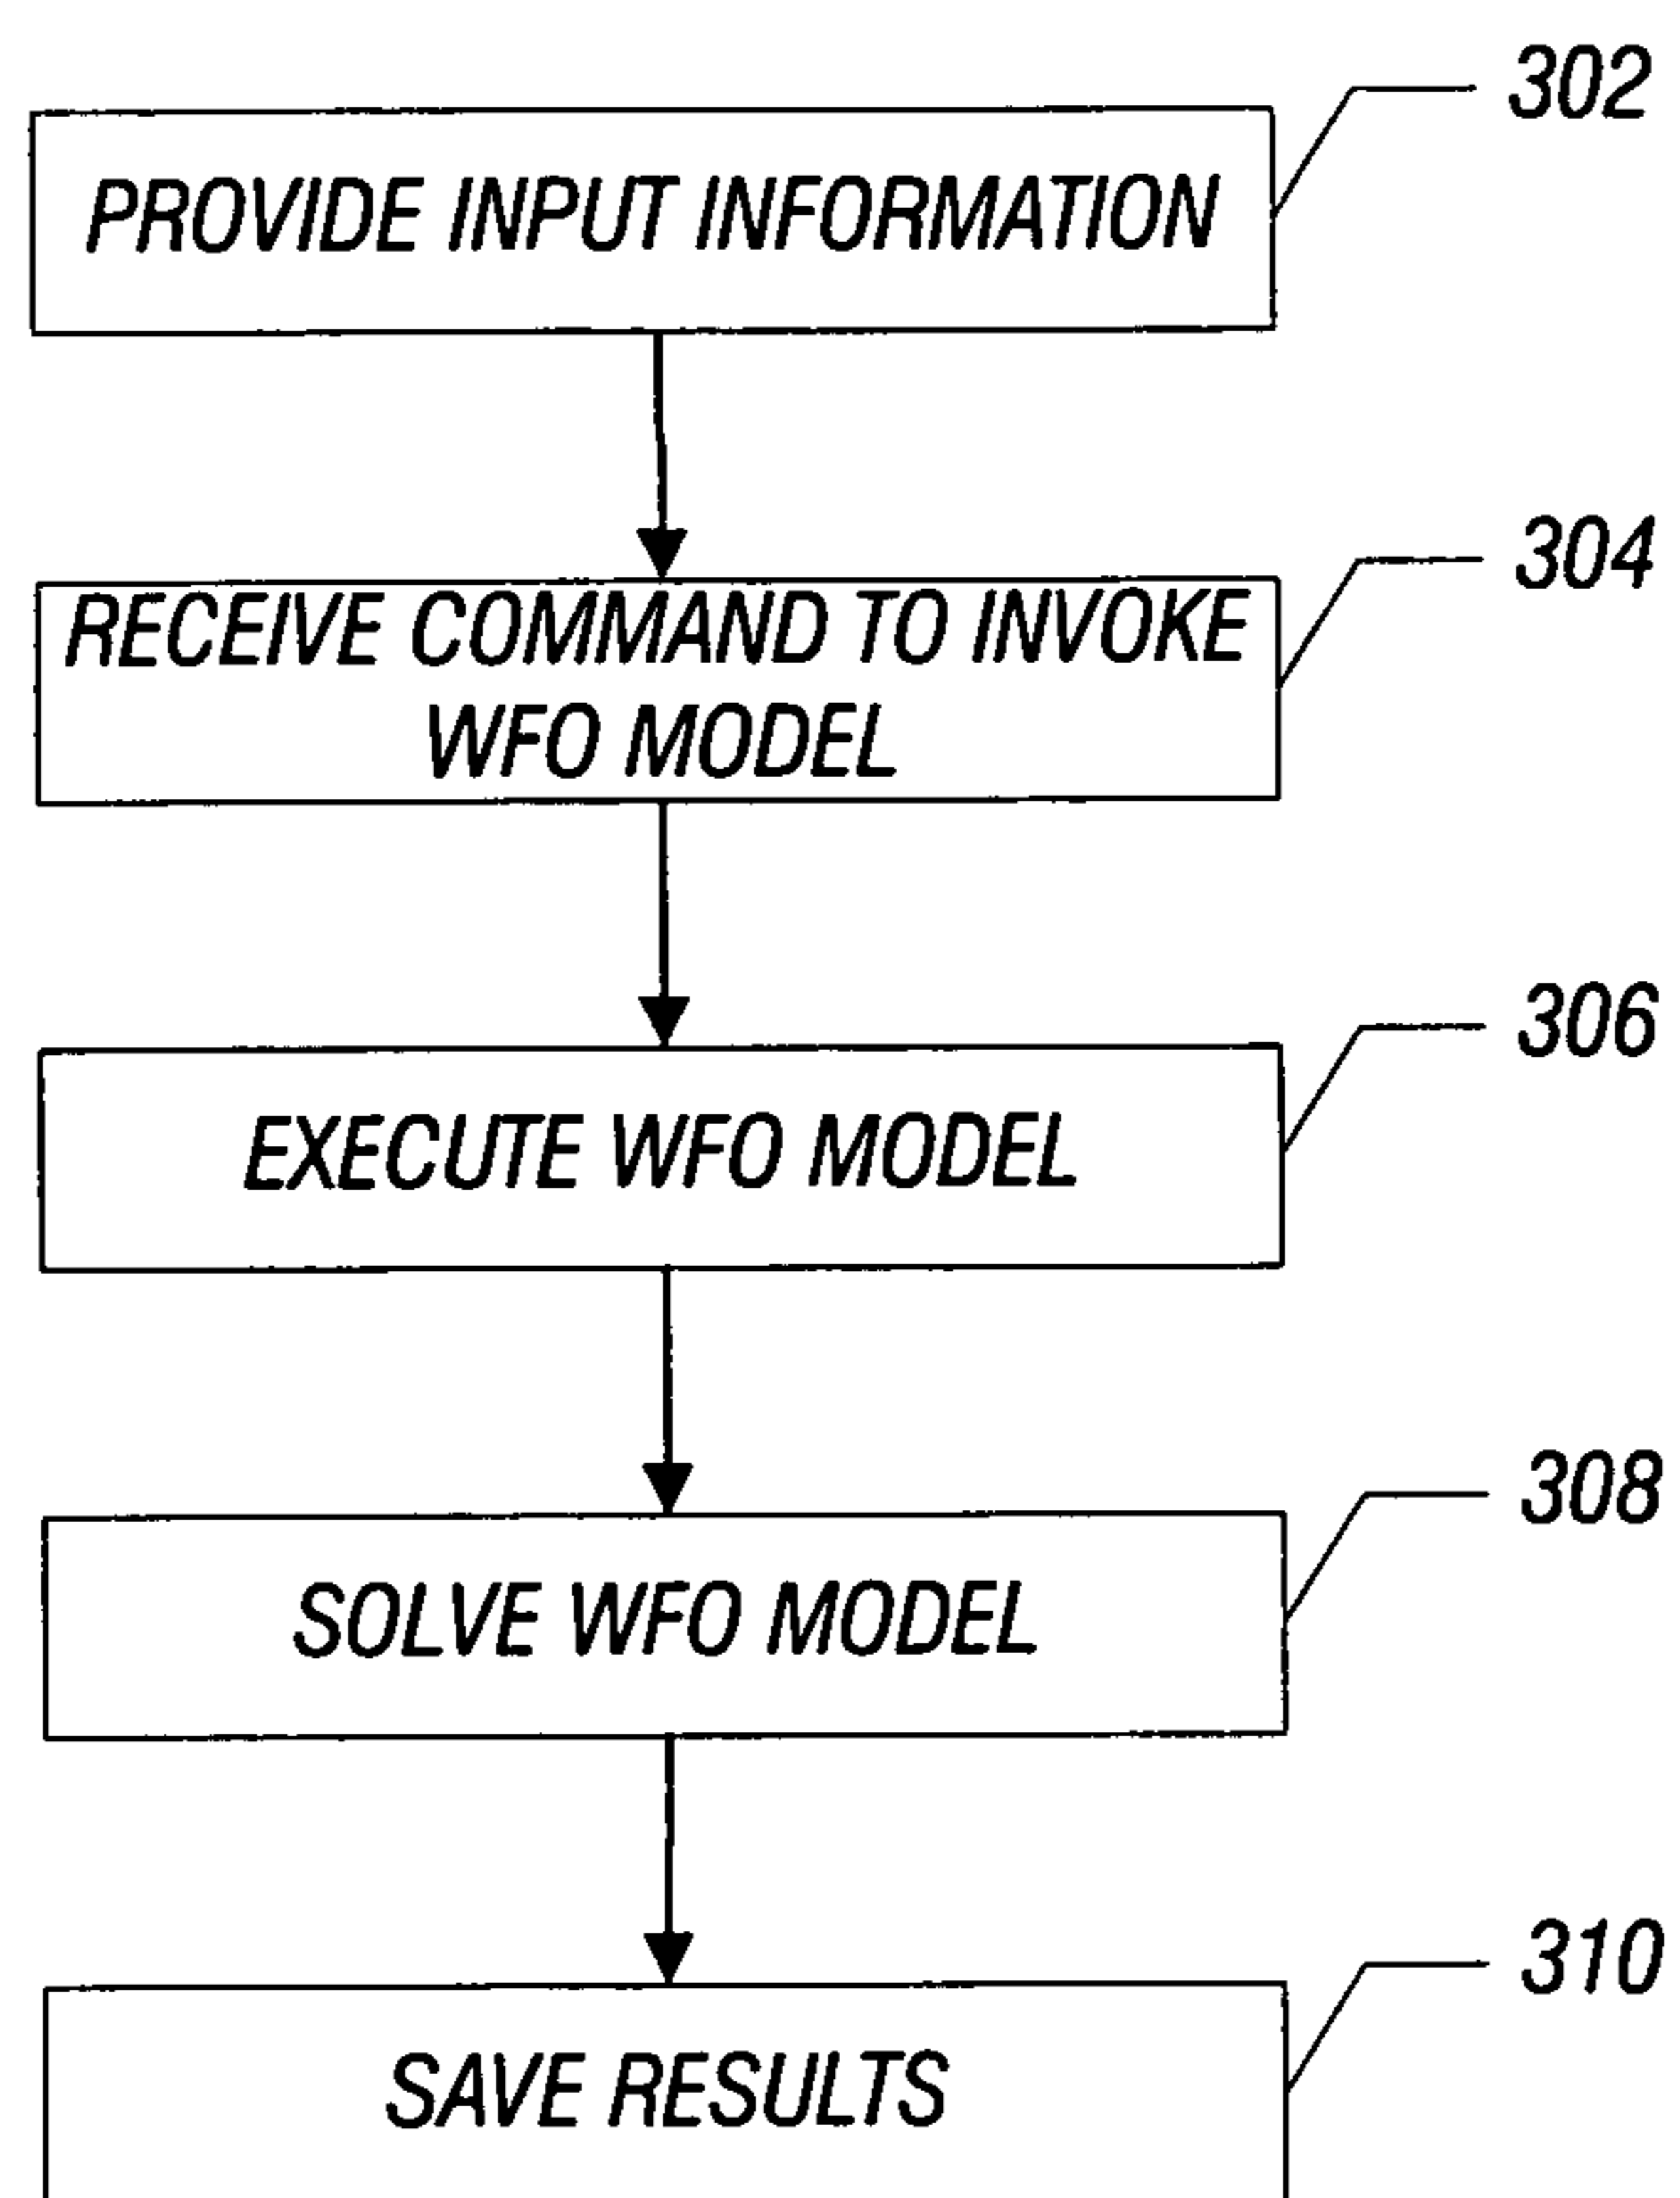 302
PROVIDE INPUT INFORMATION
304
RECEIVE COMMAND TO INVOKE
WFO MODEL
306
EXECUTE WFO MODEL
308
SOLVE WFO MODEL
310
SAVE RESULTS